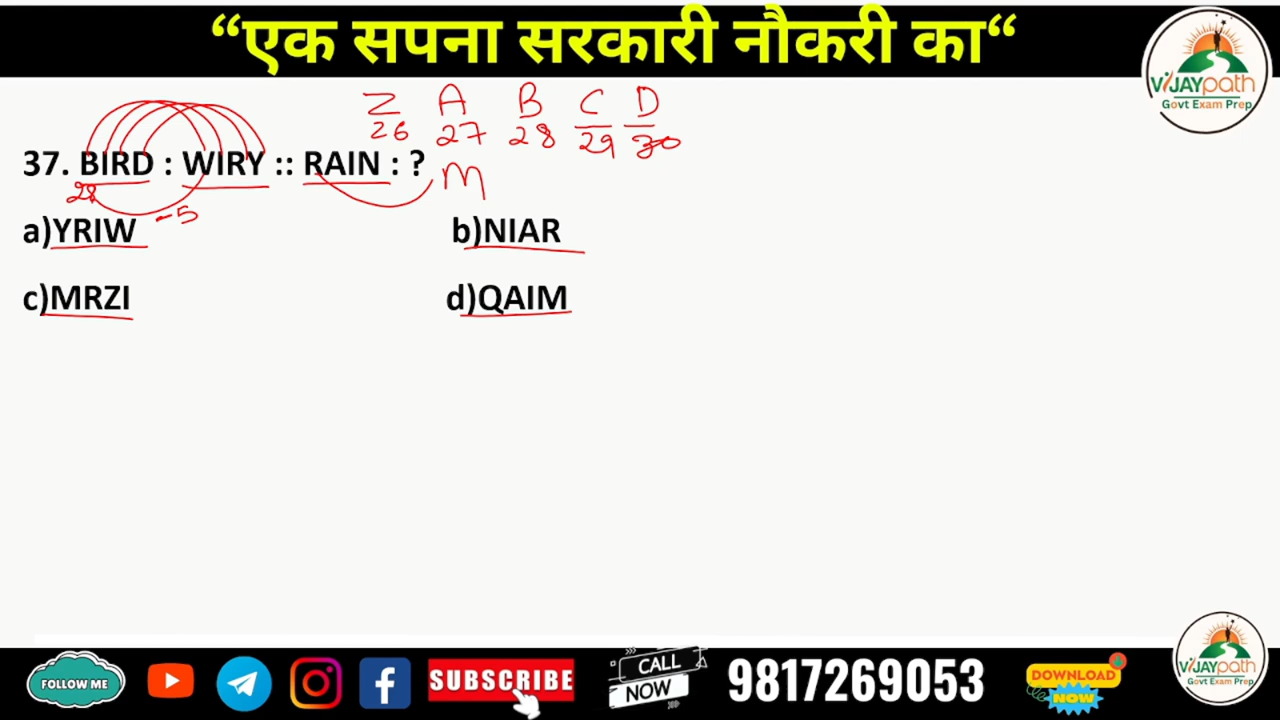 “एक सपना सरकारी नौकरी का“
VIJAYpath
Govt Exam Prep
Z A B C D
26 27 28 29 30
37. BIRD : WIRY :: RAIN : ? M
28 -5
a)YRIW b)NIAR
c)MRZI d)QAIM
VIJAYpath
Govt Exam Prep
FOLLOW ME SUBSCRIBE CALL NOW 9817269053 DOWNLOAD NOW